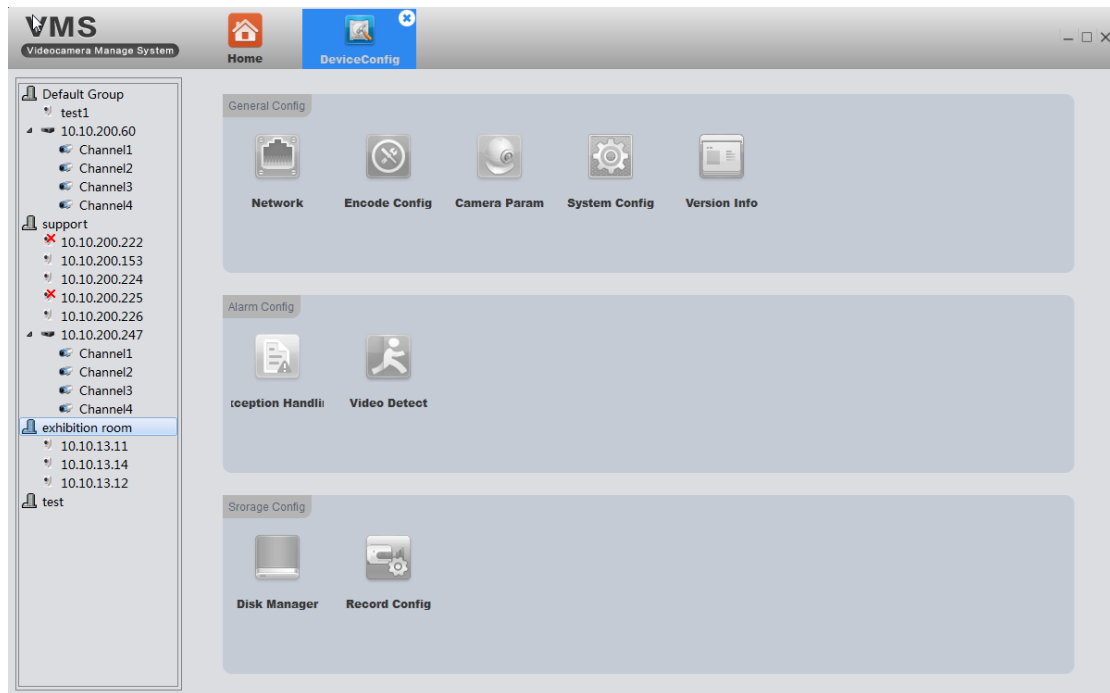 VMS
Videocamera Manage System
Home
DeviceConfig
Default Group
test1
10.10.200.60
Channel1
Channel2
Channel3
Channel4
support
10.10.200.222
10.10.200.153
10.10.200.224
10.10.200.225
10.10.200.226
10.10.200.247
Channel1
Channel2
Channel3
Channel4
exhibition room
10.10.13.11
10.10.13.14
10.10.13.12
test
General Config
Network
Encode Config
Camera Param
System Config
Version Info
Alarm Config
xception Handli
Video Detect
Srorage Config
Disk Manager
Record Config